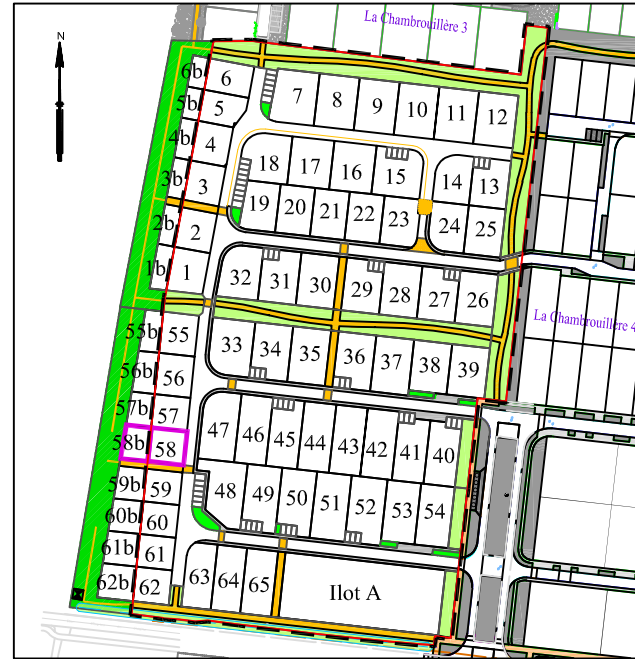 La Chambrouillère 3
N
6b 6 7 8 9 10 11 12
5b 5
4b 4
18 17 16 15 14 13
3b 3
19 20 21 22 23 24 25
2b 2
1b 1 32 31 30 29 28 27 26
La Chambrouillère 4
55b 55 33 34 35 36 37 38 39
56b 56
57b 57
47 46 45 44 43 42 41 40
58b 58
59b 59 48 49 50 51 52 53 54
60b 60
61b 61
62b 62 63 64 65 Ilot A